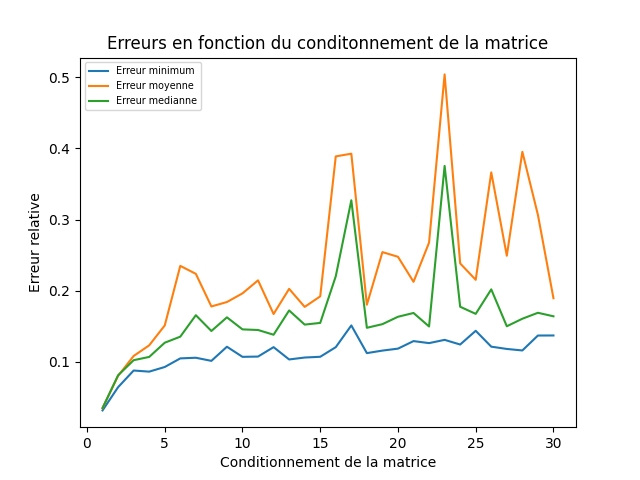 Erreurs en fonction du conditonnement de la matrice
Erreur minimum
Erreur moyenne
Erreur medianne
Erreur relative
0.5
0.4
0.3
0.2
0.1
0 5 10 15 20 25 30
Conditionnement de la matrice